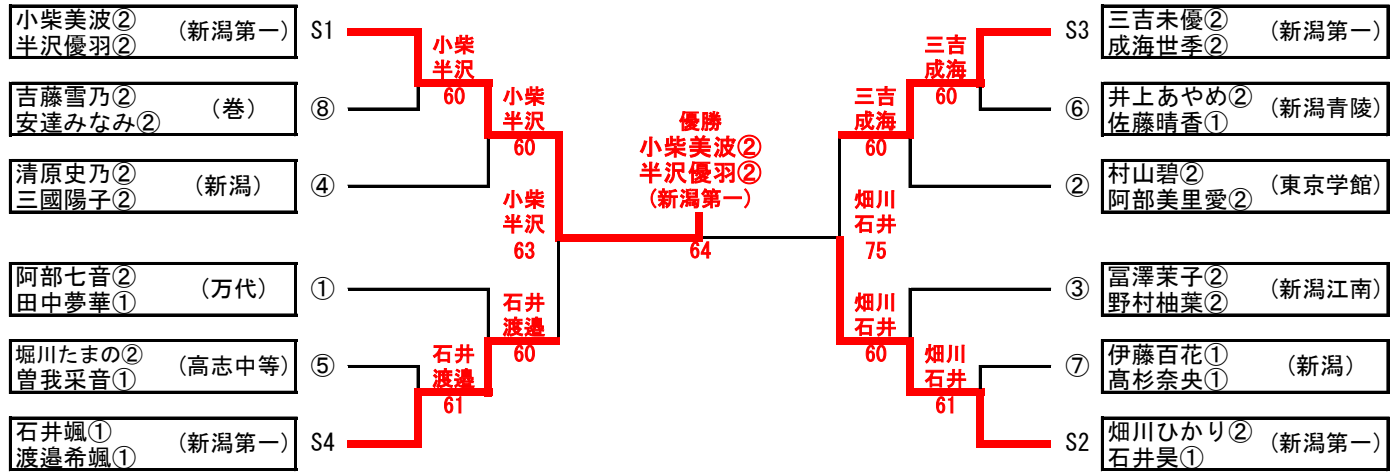 小柴美波② (新潟第一) S1
半沢優羽②
吉藤雪乃② (巻) ⑧
安達みなみ②
清原史乃② (新潟) ④
三國陽子②
阿部七音② (万代) ①
田中夢華①
堀川たまの② (高志中等) ⑤
曽我采音①
石井颯① (新潟第一) S4
渡邉希颯①
小柴
半沢
60
小柴
半沢
60
小柴
半沢
63
石井
渡邉
60
石井
渡邉
61
優勝
小柴美波②
半沢優羽②
(新潟第一)
64
三吉
成海
60
三吉
成海
60
畑川
石井
75
畑川
石井
60
畑川
石井
61
S3 三吉未優② (新潟第一)
成海世季②
⑥ 井上あやめ② (新潟青陵)
佐藤晴香①
② 村山碧② (東京学館)
阿部美里愛②
③ 冨澤茉子② (新潟江南)
野村柚葉②
⑦ 伊藤百花① (新潟)
髙杉奈央①
S2 畑川ひかり② (新潟第一)
石井昊①